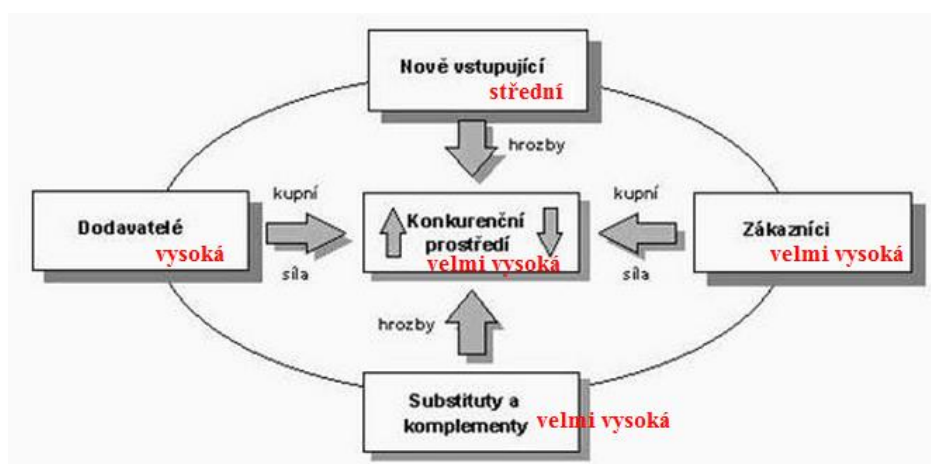 Nově vstupující
střední
hrozby
kupní
Dodavatelé
vysoká
síla
Konkurenční
prostředí
velmi vysoká
kupní
Zákazníci
velmi vysoká
síla
hrozby
Substituty a
komplementy
velmi vysoká